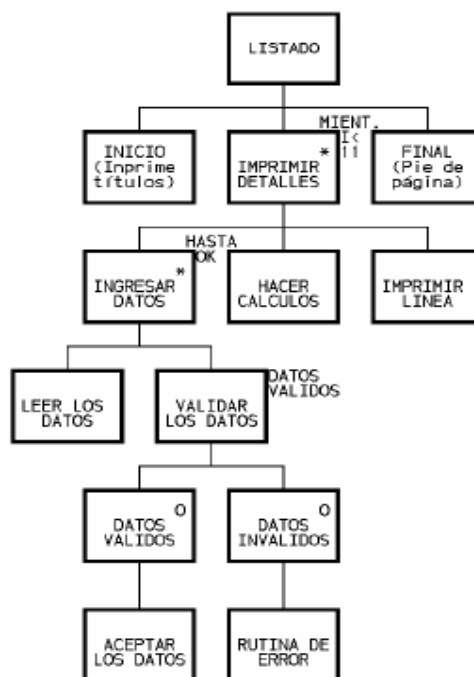 LISTADO
MIENT.
I<
11
INICIO
(Inprime
títulos)
*
IMPRIMIR
DETALLES
FINAL
(Pie de
página)
HASTA
OK
*
INGRESAR
DATOS
HACER
CALCULOS
IMPRIMIR
LINEA
LEER LOS
DATOS
VALIDAR
LOS DATOS
DATOS
VALIDOS
O
DATOS
VALIDOS
O
DATOS
INVALIDOS
ACEPTAR
LOS DATOS
RUTINA DE
ERROR